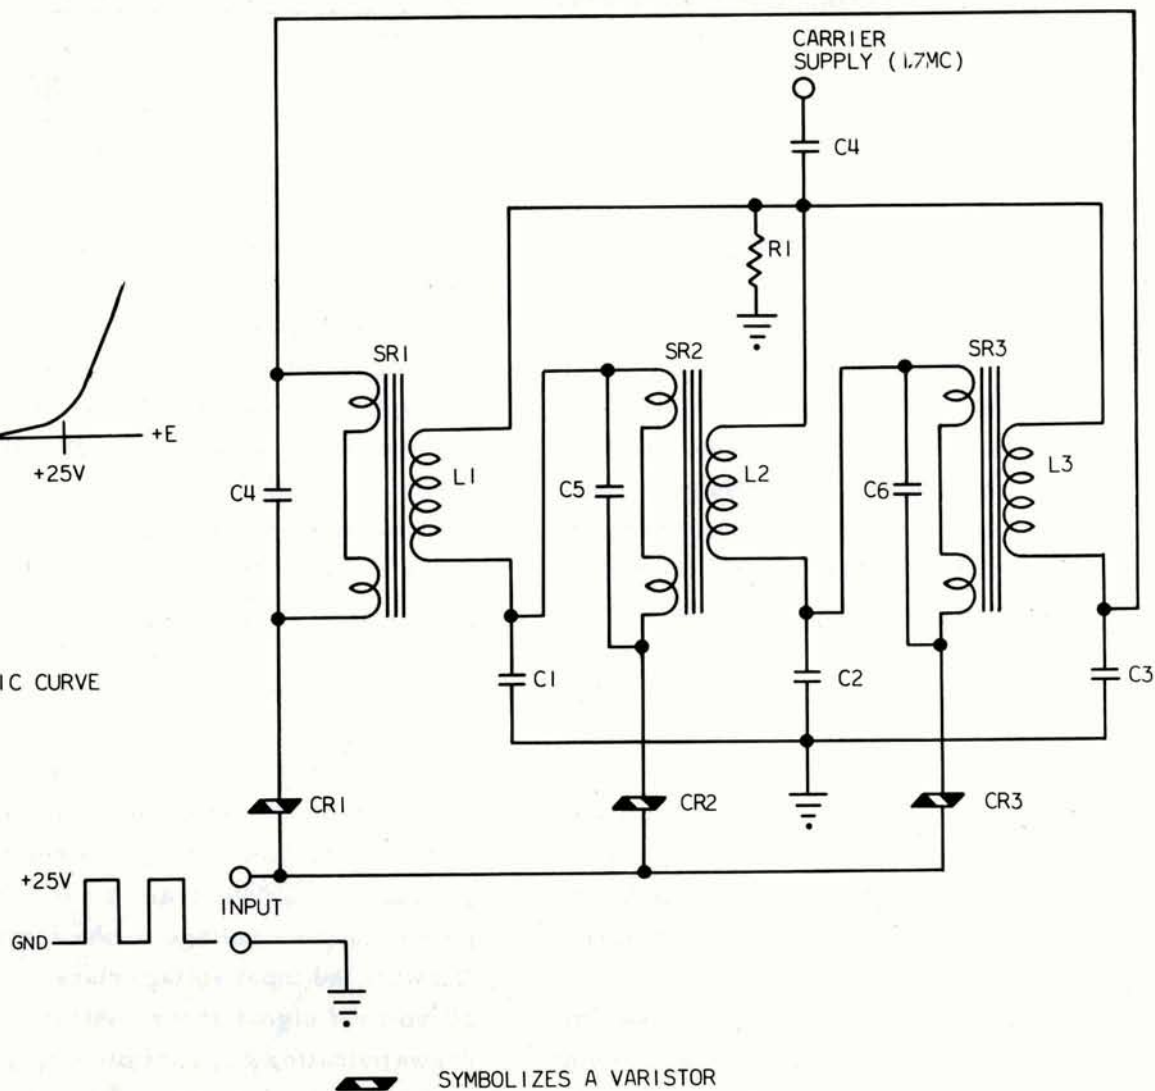 CARRIER
SUPPLY (1.7MC)
C4
R1
SR1
SR2
SR3
+E
+25V
C4
L1
C5
L2
C6
L3
IC CURVE
C1
C2
C3
CR1
CR2
CR3
+25V
INPUT
GND
SYMBOLIZES A VARISTOR